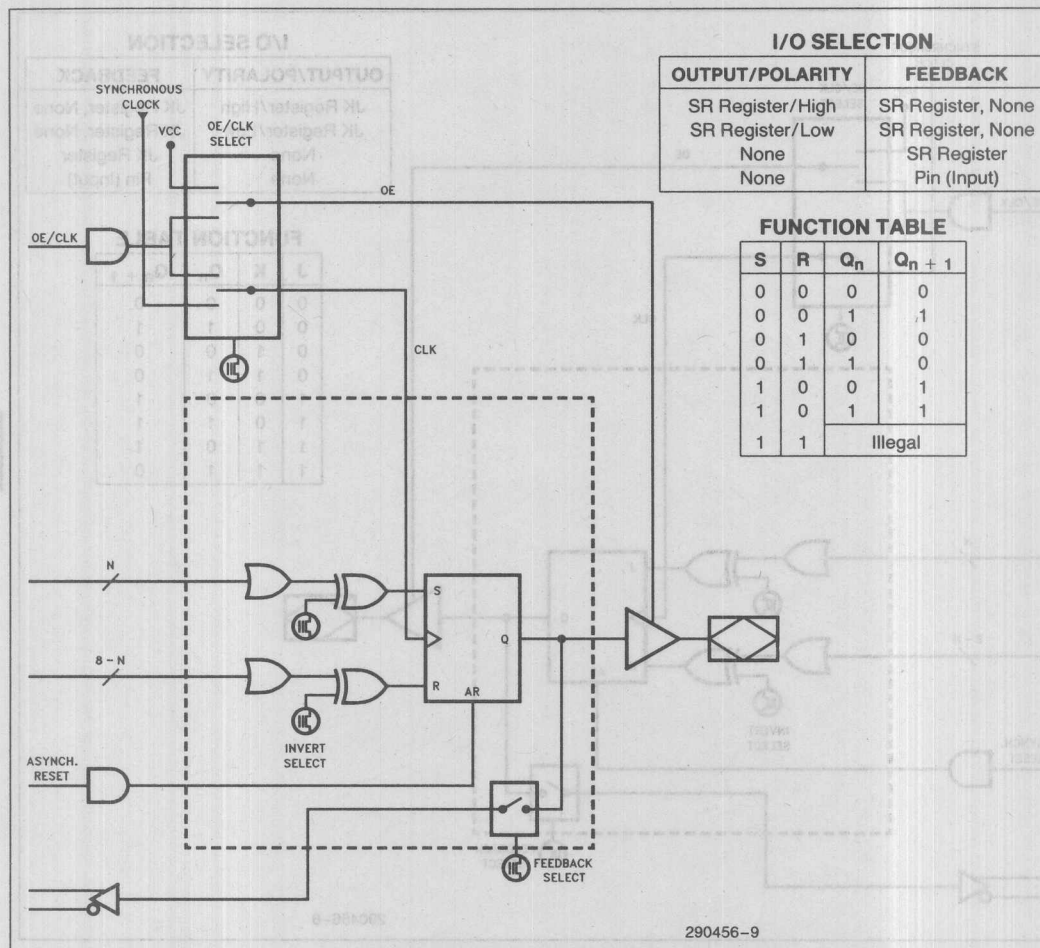 I/O SELECTION
OUTPUT/POLARITY FEEDBACK
SR Register/High SR Register, None
SR Register/Low SR Register, None
None SR Register
None Pin (Input)
SYNCHRONOUS
CLOCK
VCC
OE/CLK
SELECT
OE
OE/CLK
CLK
FUNCTION TABLE
S R Qn Qn + 1
0 0 0 0
0 0 1 1
0 1 0 0
0 1 1 0
1 0 0 1
1 0 1 1
1 1 Illegal
N
S
Q
8 – N
R
AR
INVERT
SELECT
ASYNCH.
RESET
FEEDBACK
SELECT
290456–9